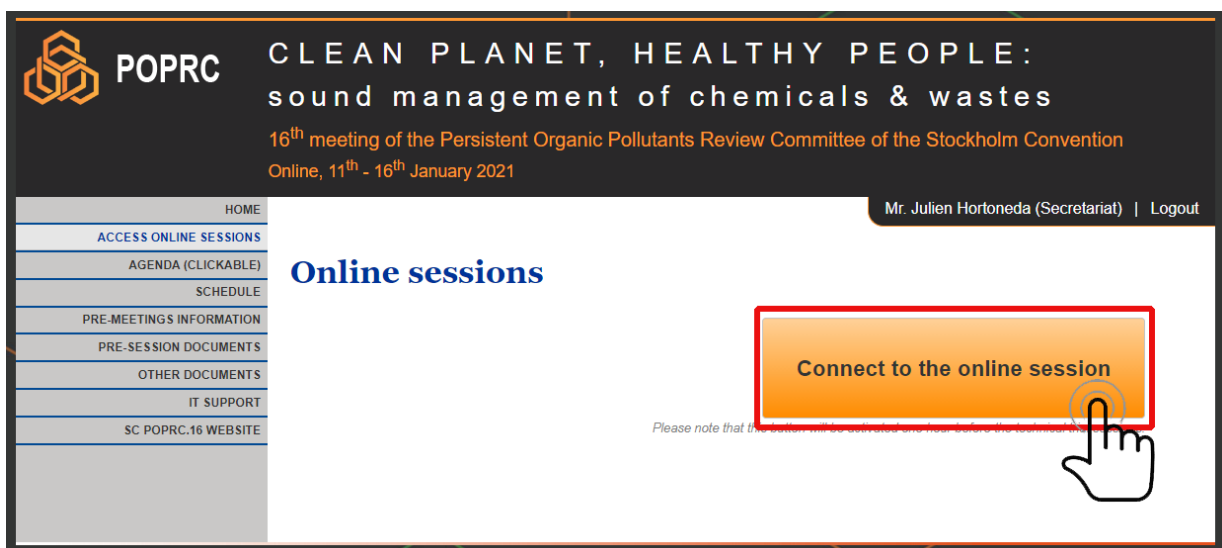 POPRC
CLEAN PLANET, HEALTHY PEOPLE:
sound management of chemicals & wastes
16th meeting of the Persistent Organic Pollutants Review Committee of the Stockholm Convention
Online, 11th - 16th January 2021
Mr. Julien Hortoneda (Secretariat) | Logout
HOME
ACCESS ONLINE SESSIONS
AGENDA (CLICKABLE)
SCHEDULE
PRE-MEETINGS INFORMATION
PRE-SESSION DOCUMENTS
OTHER DOCUMENTS
IT SUPPORT
SC POPRC.16 WEBSITE
Online sessions
Connect to the online session
Please note that this button will be activated one hour before the technical